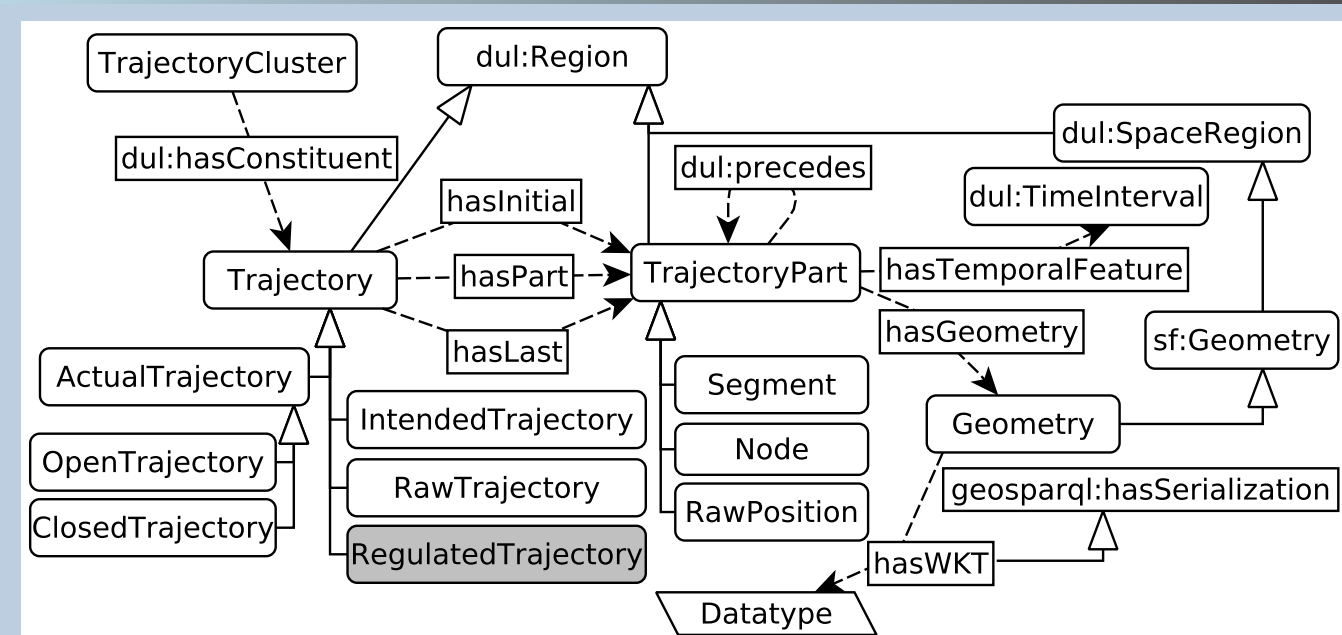 TrajectoryCluster
dul:Region
dul:SpaceRegion
dul:hasConstituent
dul:precedes
dul:TimeInterval
hasInitial
Trajectory
hasPart
TrajectoryPart
hasTemporalFeature
hasLast
hasGeometry
sf:Geometry
ActualTrajectory
Segment
IntendedTrajectory
Geometry
OpenTrajectory
Node
RawTrajectory
geosparql:hasSerialization
ClosedTrajectory
RawPosition
RegulatedTrajectory
hasWKT
Datatype